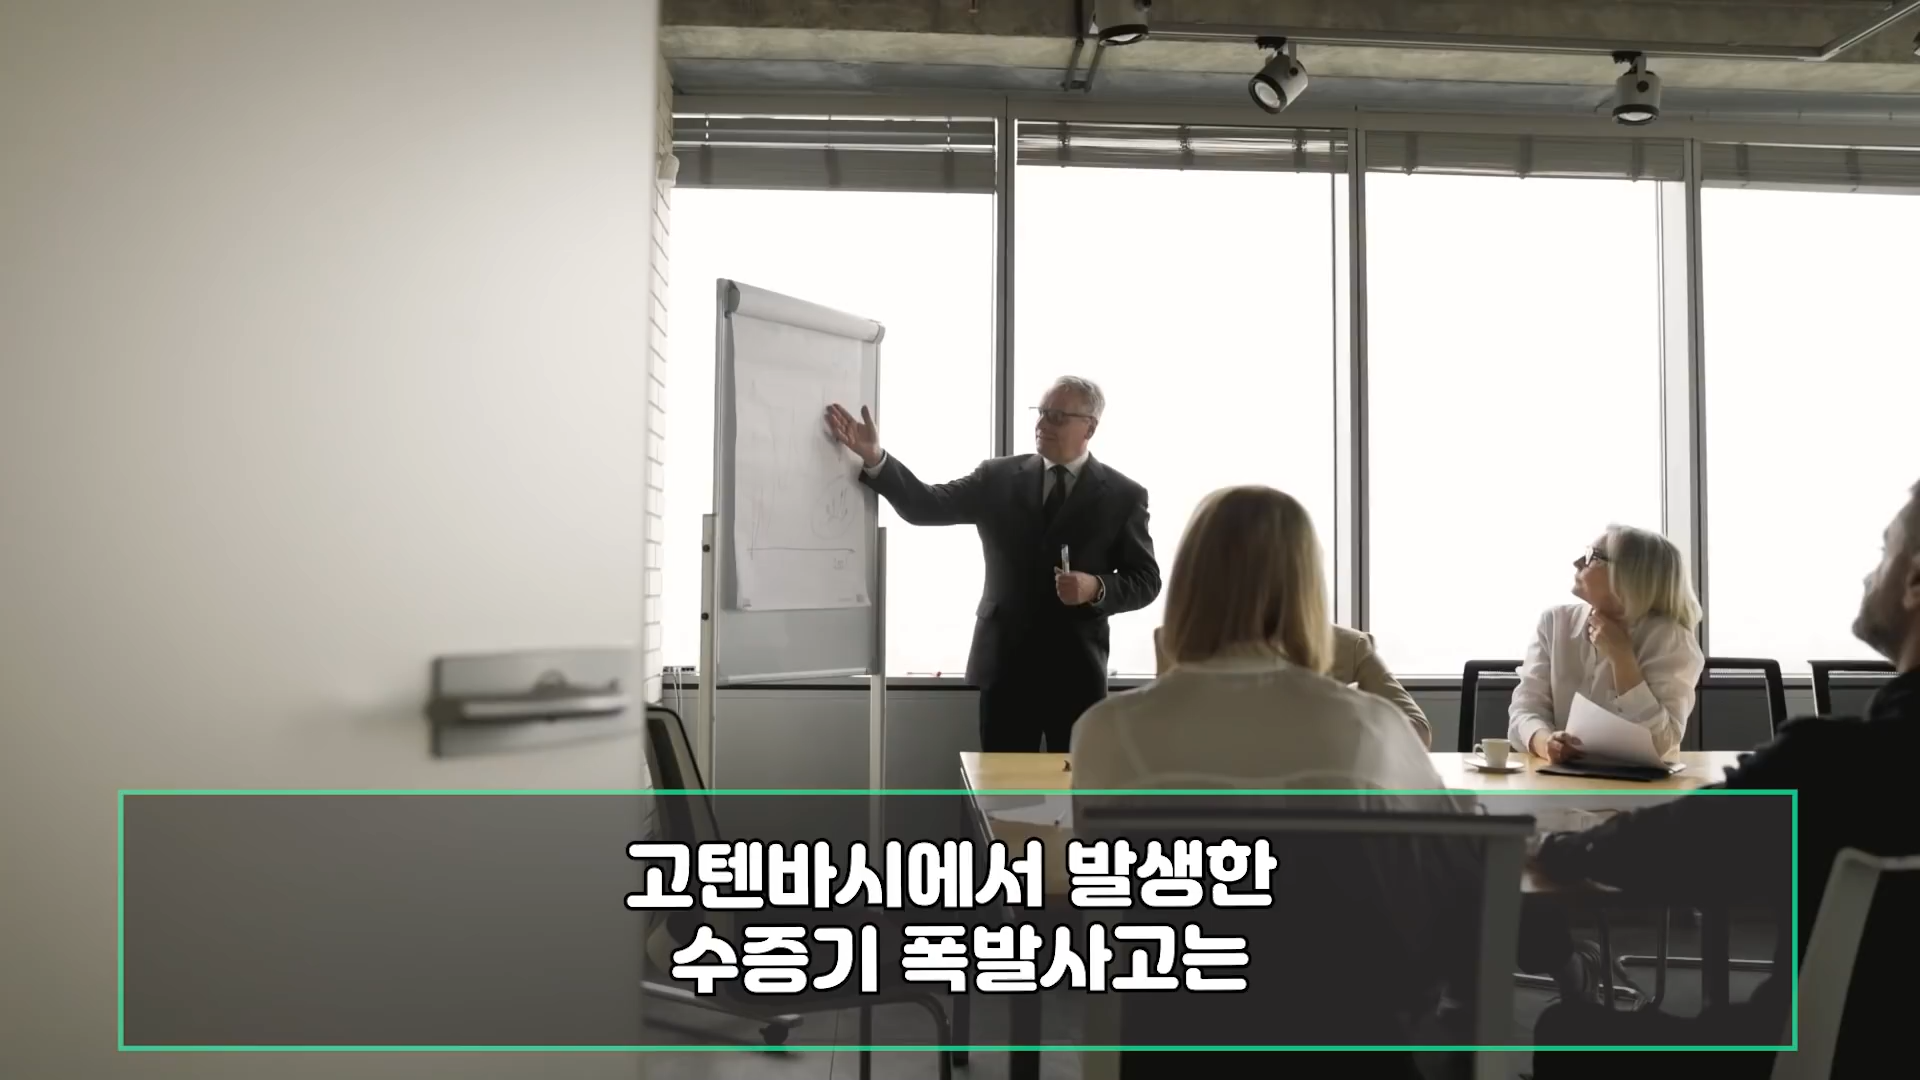 고텐바시에서 발생한
수증기 폭발사고는